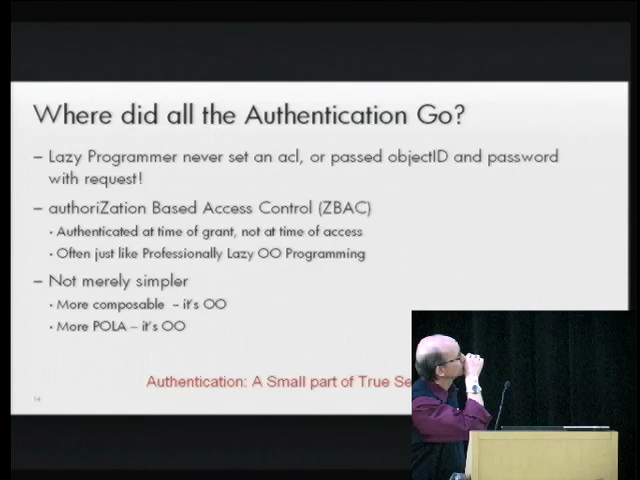 Where did all the Authentication Go?
– Lazy Programmer never set an acl, or passed objectID and password
with request!
– authoriZation Based Access Control (ZBAC)
• Authenticated at time of grant, not at time of access
• Often just like Professionally Lazy OO Programming
– Not merely simpler
• More composable – it's OO
• More POLA – it's OO
Authentication: A Small part of True